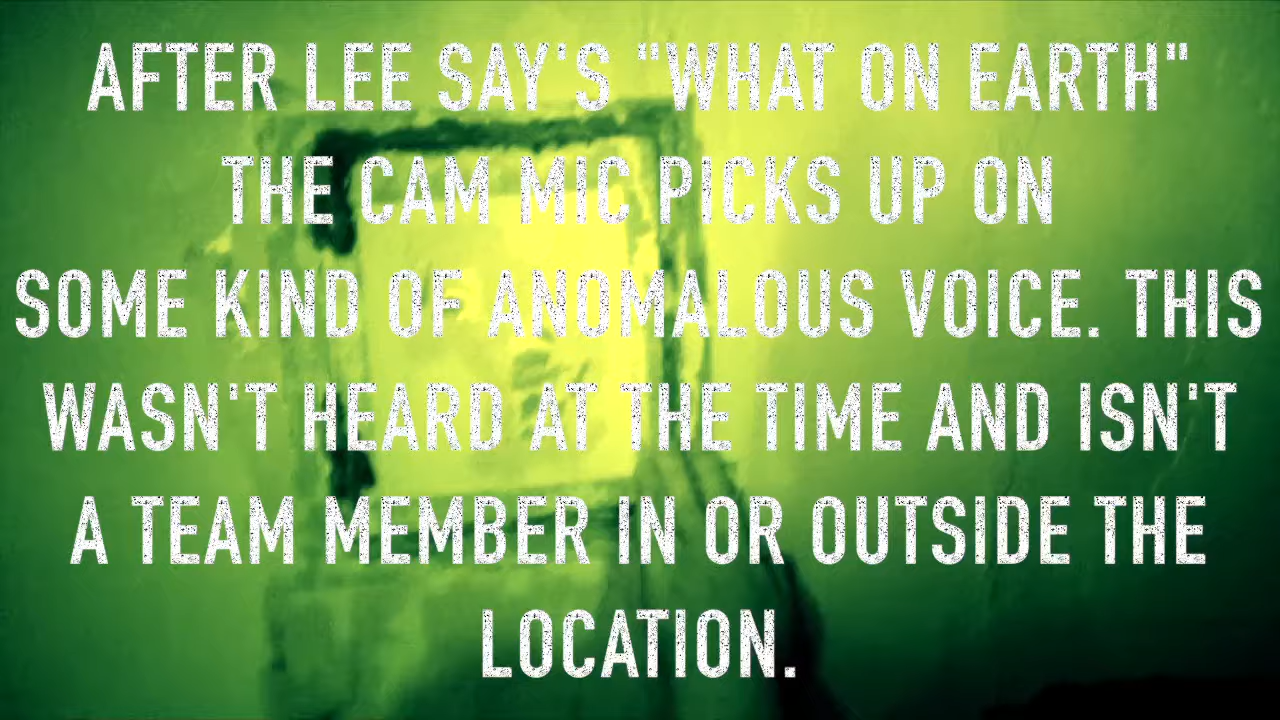 AFTER LEE SAY'S "WHAT ON EARTH"
THE CAM MIC PICKS UP ON
SOME KIND OF ANOMALOUS VOICE. THIS
WASN'T HEARD AT THE TIME AND ISN'T
A TEAM MEMBER IN OR OUTSIDE THE
LOCATION.